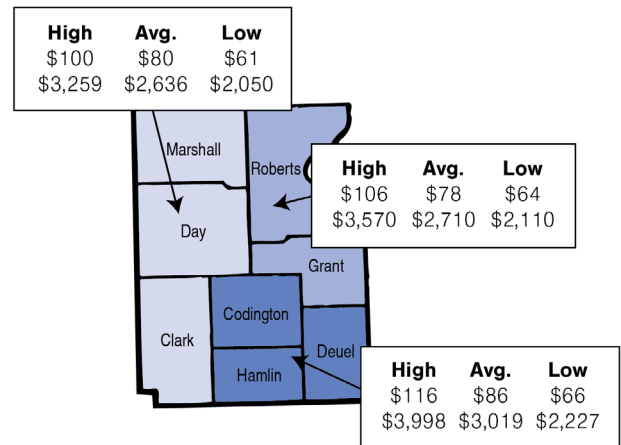 High Avg. Low
$100 $80 $61
$3,259 $2,636 $2,050
Marshall
Roberts
High Avg. Low
$106 $78 $64
$3,570 $2,710 $2,110
Day
Grant
Codington
Clark
Deuel
Hamlin
High Avg. Low
$116 $86 $66
$3,998 $3,019 $2,227